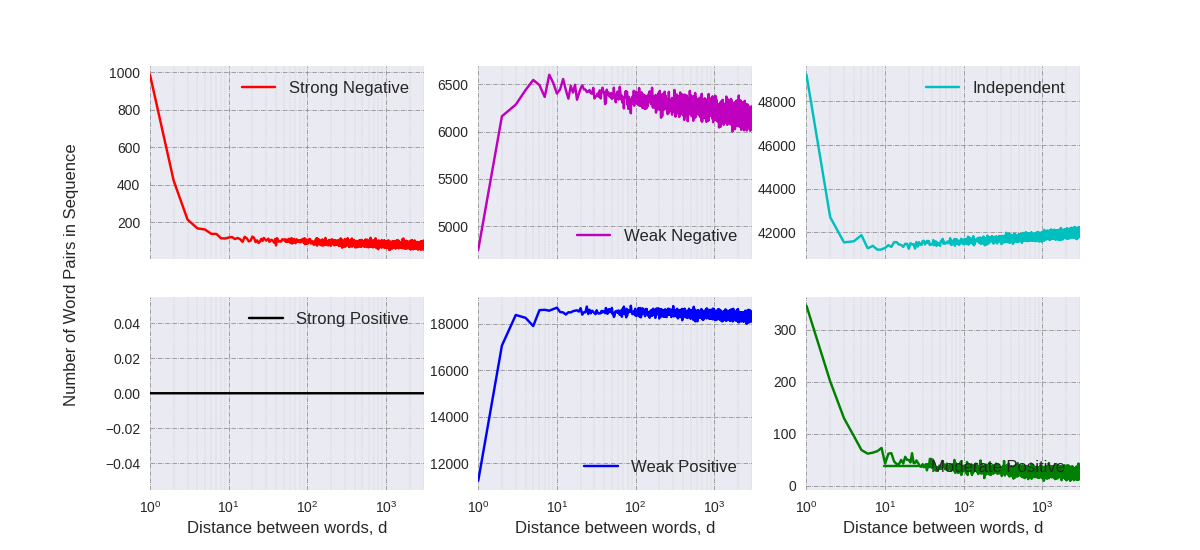 Number of Word Pairs in Sequence
1000
800
600
400
200
Strong Negative
6500
6000
5500
5000
Weak Negative
48000
46000
44000
42000
Independent
0.04
0.02
0.00
−0.02
−0.04
Strong Positive
10⁰ 10¹ 10² 10³
Distance between words, d
18000
16000
14000
12000
Weak Positive
10⁰ 10¹ 10² 10³
Distance between words, d
300
200
100
0
Moderate Positive
10⁰ 10¹ 10² 10³
Distance between words, d